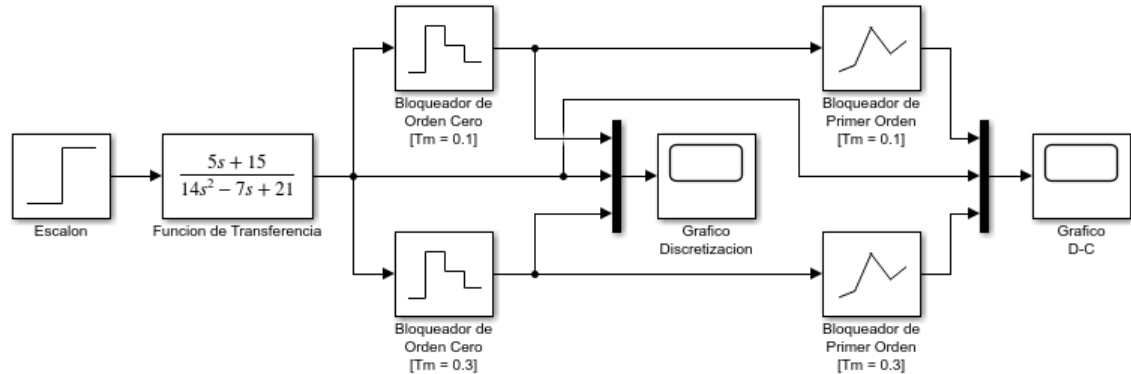 Bloqueador de
Orden Cero
[Tm = 0.1]
Bloqueador de
Primer Orden
[Tm = 0.1]
Escalon
5s + 15
14s² − 7s + 21
Funcion de Transferencia
Grafico
Discretizacion
Grafico
D-C
Bloqueador de
Orden Cero
[Tm = 0.3]
Bloqueador de
Primer Orden
[Tm = 0.3]